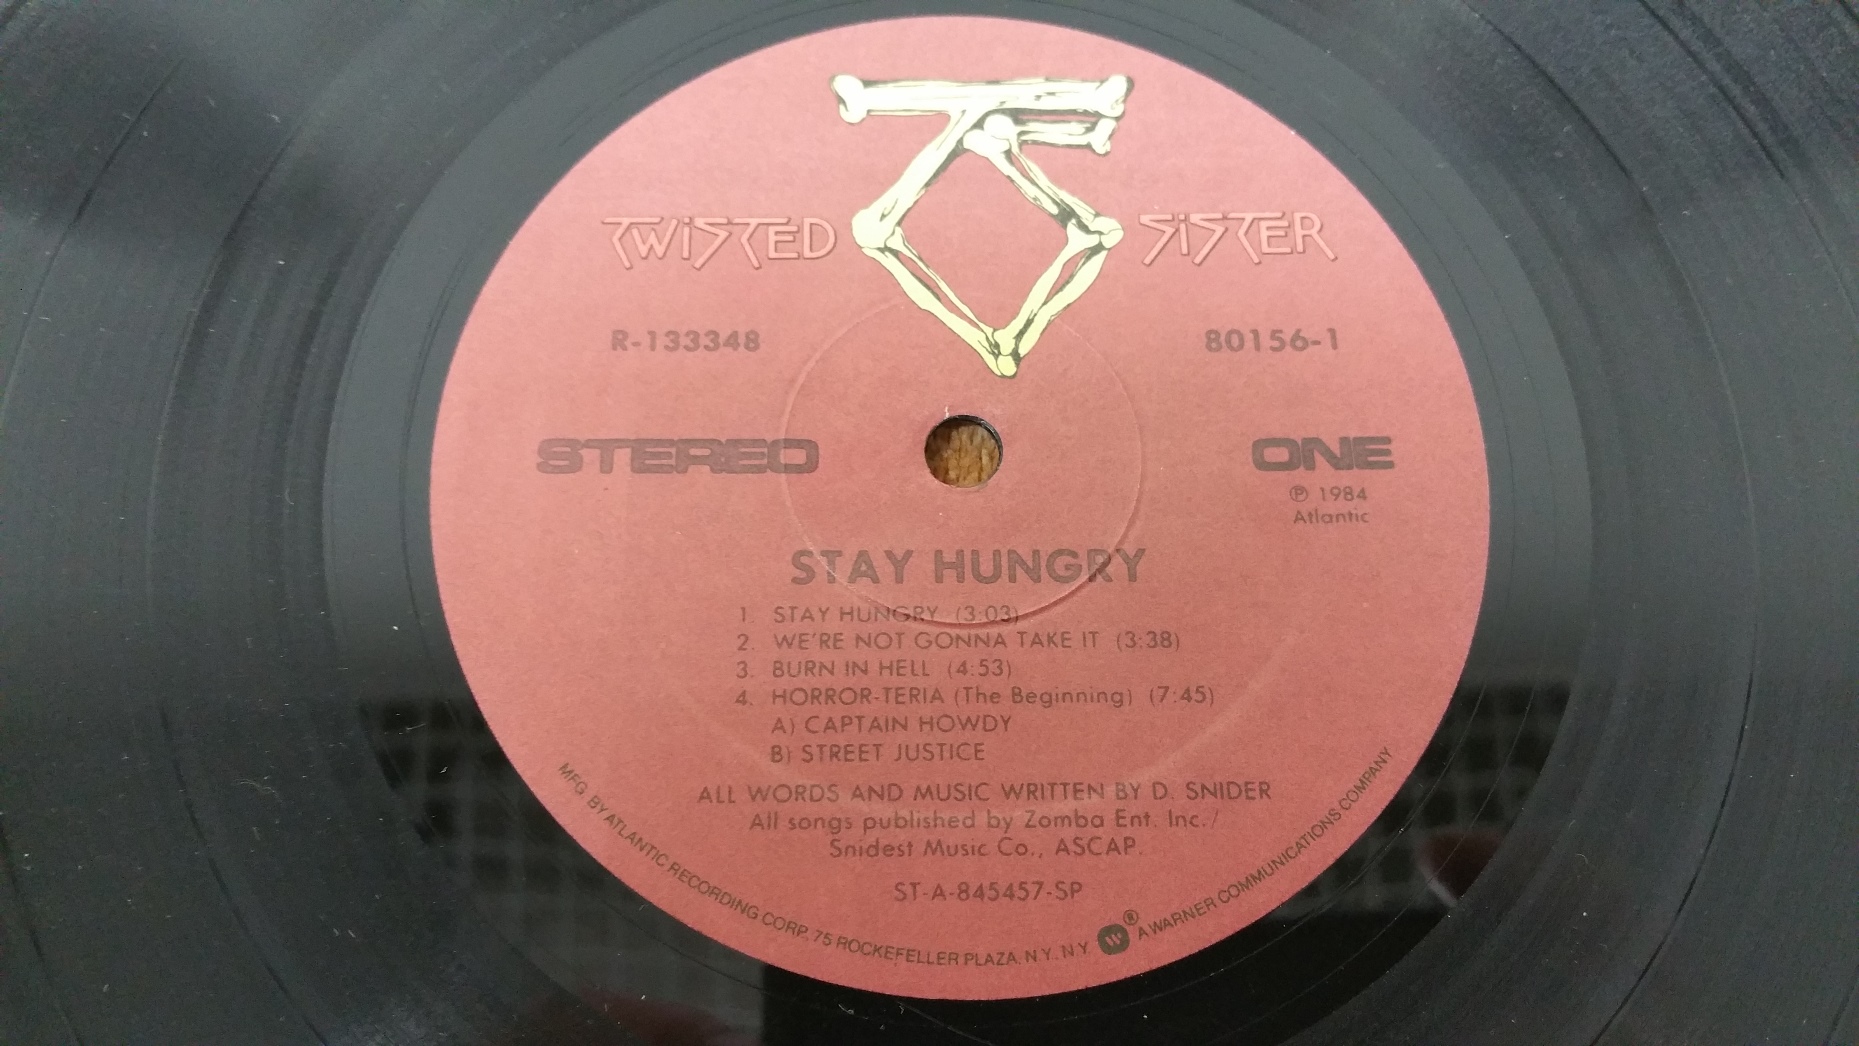 TWISTED SISTER
R-133348 80156-1
STEREO ONE
℗ 1984
Atlantic
STAY HUNGRY
1. STAY HUNGRY (3:03)
2. WE'RE NOT GONNA TAKE IT (3:38)
3. BURN IN HELL (4:53)
4. HORROR-TERIA (The Beginning) (7:45)
A) CAPTAIN HOWDY
B) STREET JUSTICE
ALL WORDS AND MUSIC WRITTEN BY D. SNIDER
All songs published by Zomba Ent. Inc./
Snidest Music Co., ASCAP.
ST-A-845457-SP
MFG. BY ATLANTIC RECORDING CORP. 75 ROCKEFELLER PLAZA. N.Y. N.Y. ® A WARNER COMMUNICATIONS COMPANY